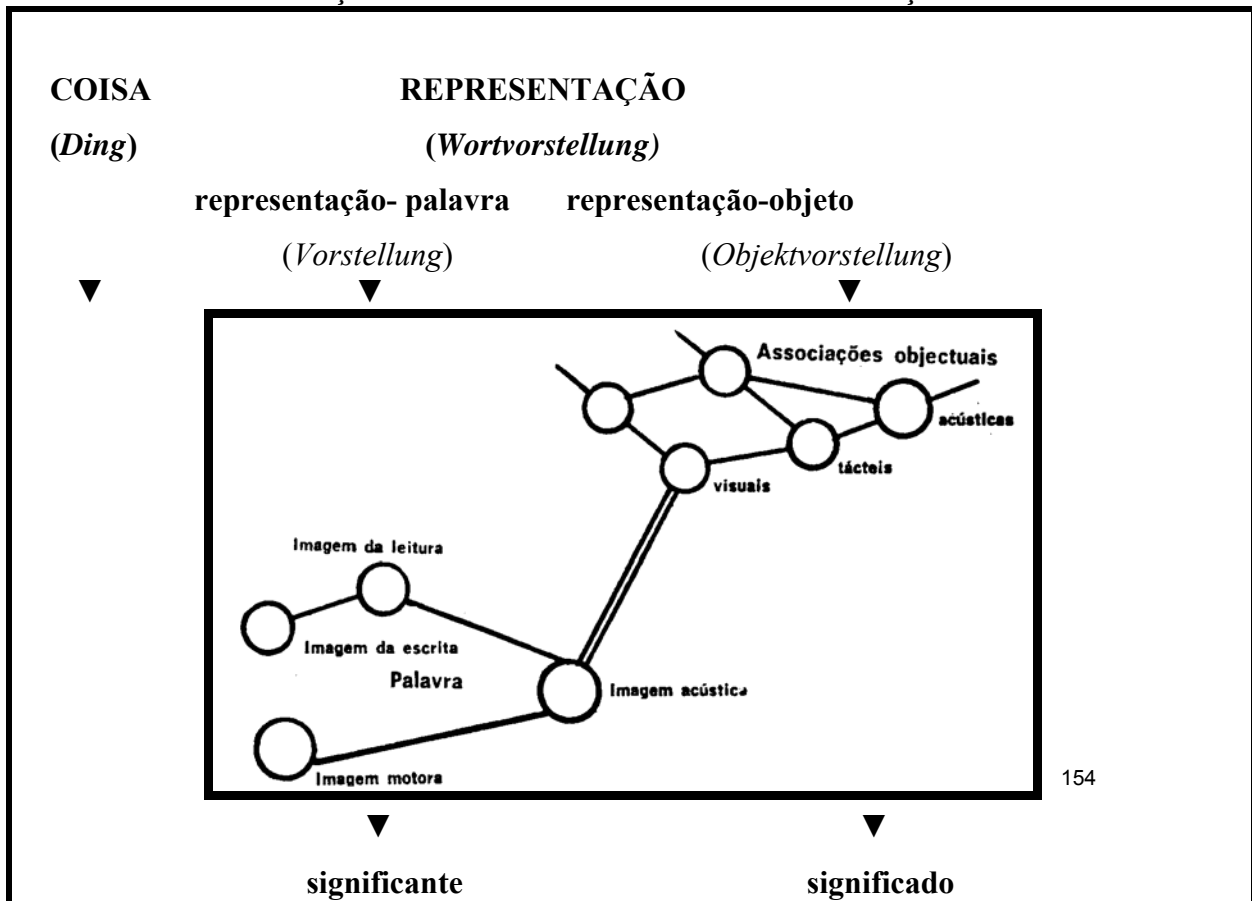 COISA REPRESENTAÇÃO
(Ding) (Wortvorstellung)
representação- palavra representação-objeto
(Vorstellung) (Objektvorstellung)
Associações objectuais
acústicas
tácteis
visuais
Imagem da leitura
Imagem da escrita
Palavra
Imagem acústica
Imagem motora
154
significante significado